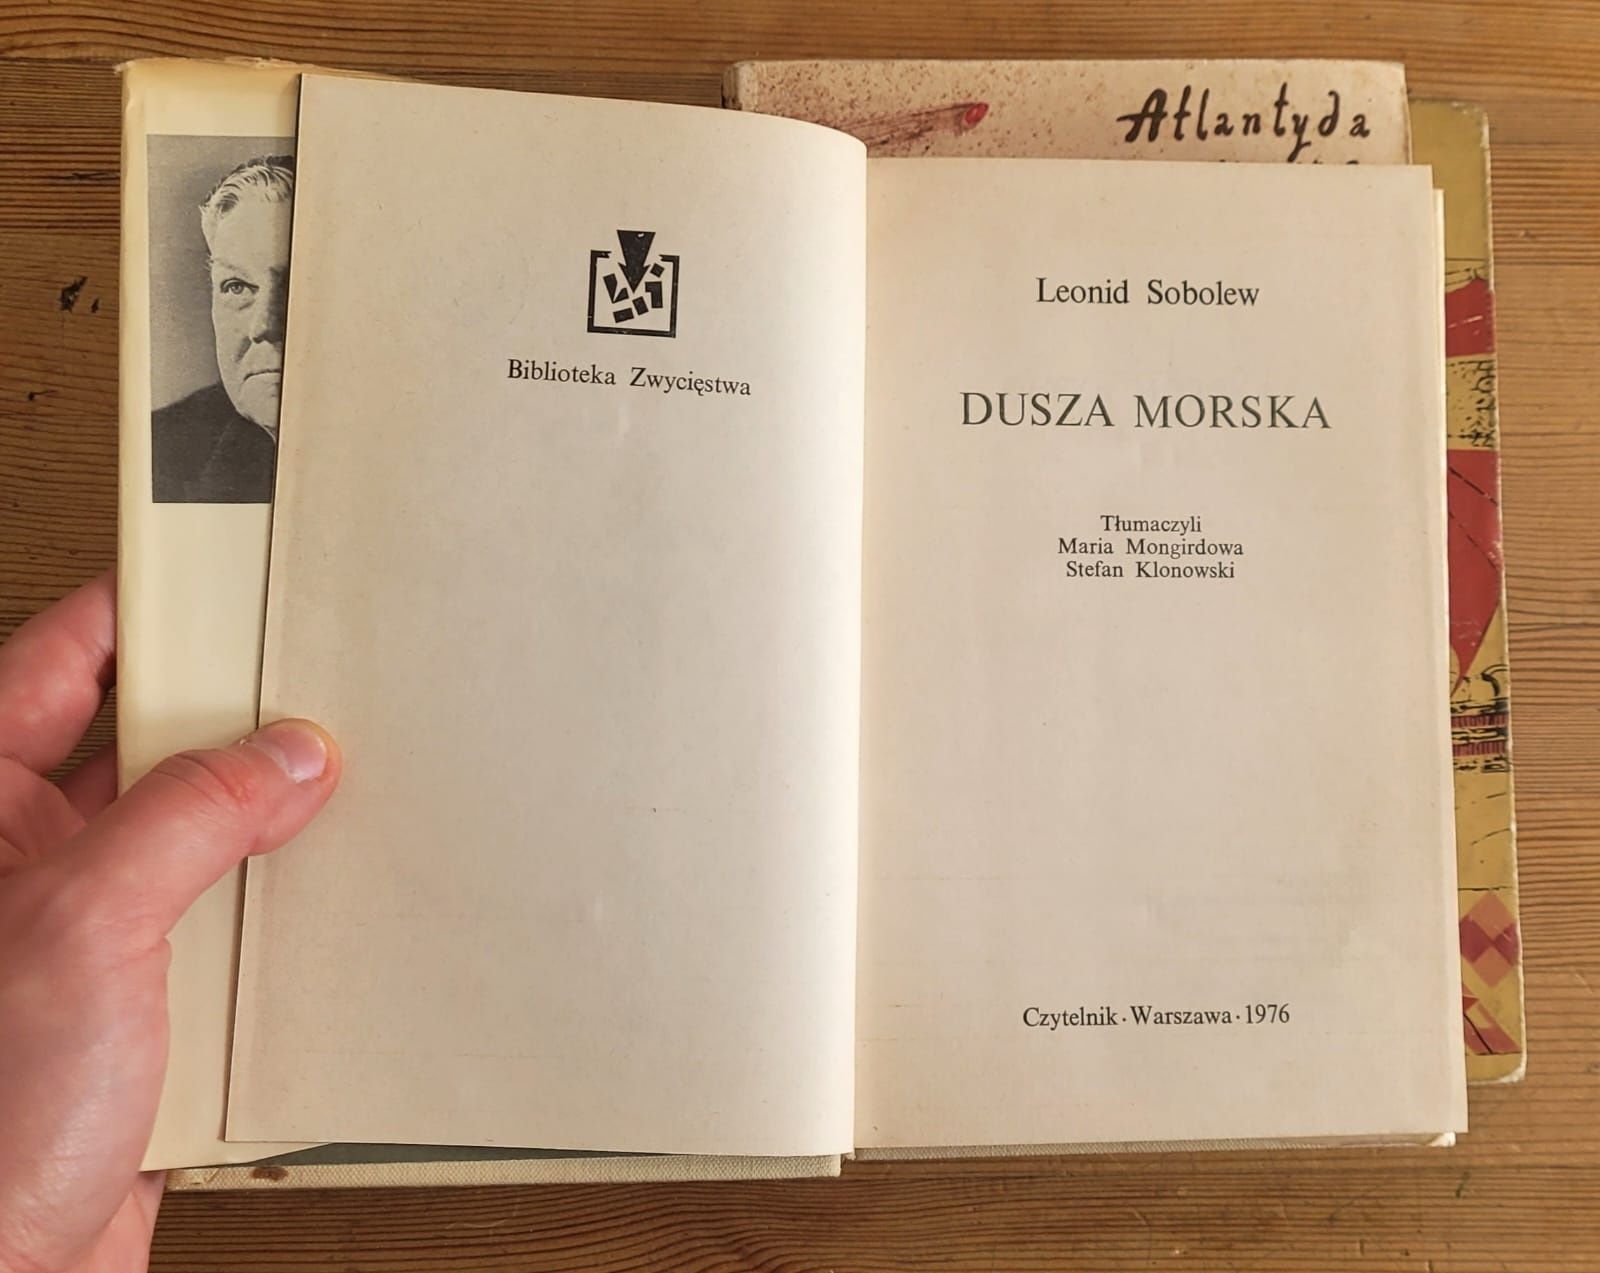 Atlantyda
Biblioteka Zwycięstwa
Leonid Sobolew
DUSZA MORSKA
Tłumaczyli
Maria Mongirdowa
Stefan Klonowski
Czytelnik · Warszawa · 1976